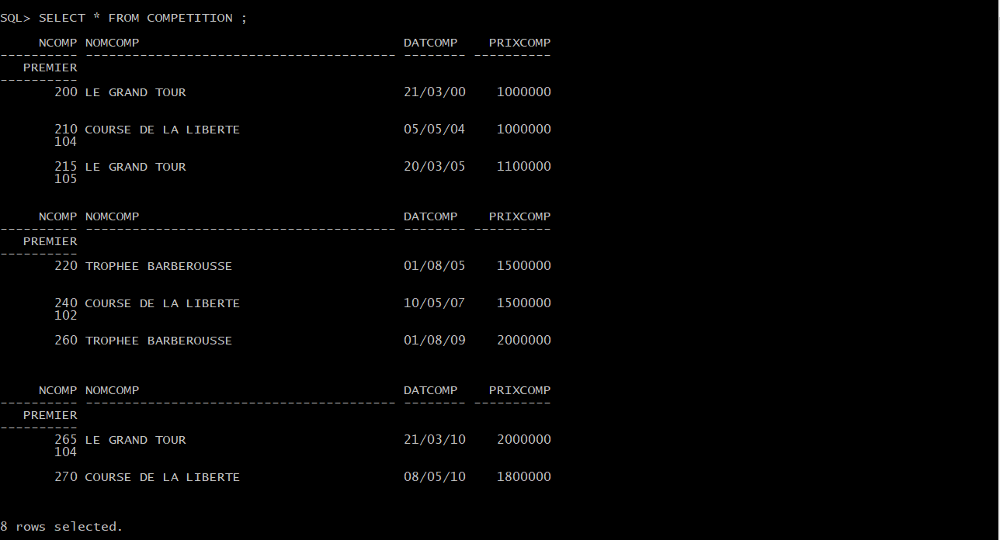 SQL> SELECT * FROM COMPETITION ;
NCOMP NOMCOMP DATCOMP PRIXCOMP
---------- ---------------------------------------- -------- ----------
PREMIER
----------
200 LE GRAND TOUR 21/03/00 1000000
210 COURSE DE LA LIBERTE 05/05/04 1000000
104
215 LE GRAND TOUR 20/03/05 1100000
105
NCOMP NOMCOMP DATCOMP PRIXCOMP
---------- ---------------------------------------- -------- ----------
PREMIER
----------
220 TROPHEE BARBEROUSSE 01/08/05 1500000
240 COURSE DE LA LIBERTE 10/05/07 1500000
102
260 TROPHEE BARBEROUSSE 01/08/09 2000000
NCOMP NOMCOMP DATCOMP PRIXCOMP
---------- ---------------------------------------- -------- ----------
PREMIER
----------
265 LE GRAND TOUR 21/03/10 2000000
104
270 COURSE DE LA LIBERTE 08/05/10 1800000
8 rows selected.